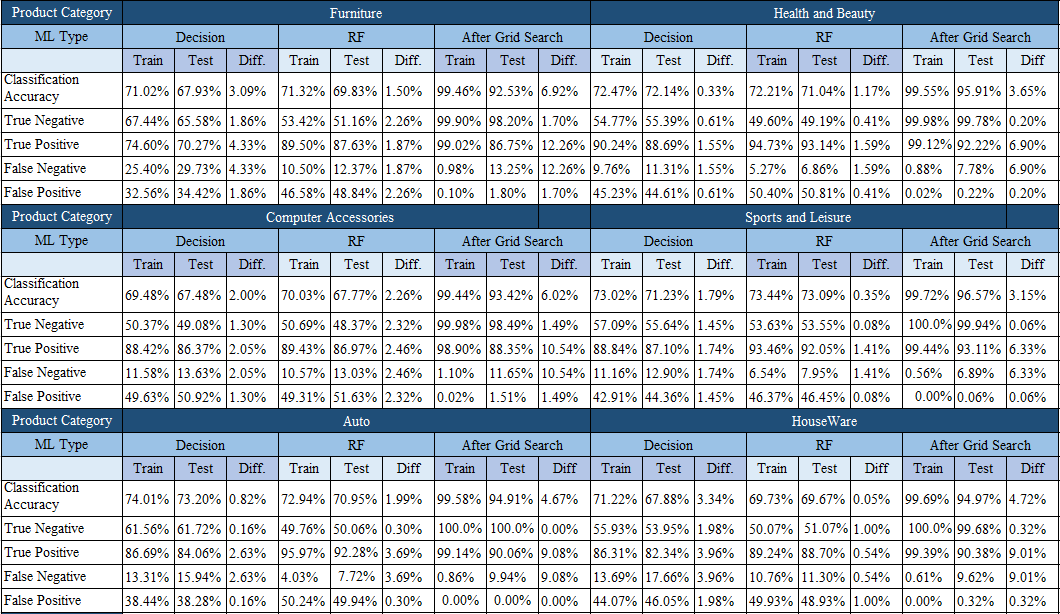 Product Category Furniture Health and Beauty
ML Type Decision RF After Grid Search Decision RF After Grid Search
Train Test Diff. Train Test Diff. Train Test Diff. Train Test Diff. Train Test Diff. Train Test Diff
Classification
Accuracy 71.02% 67.93% 3.09% 71.32% 69.83% 1.50% 99.46% 92.53% 6.92% 72.47% 72.14% 0.33% 72.21% 71.04% 1.17% 99.55% 95.91% 3.65%
True Negative 67.44% 65.58% 1.86% 53.42% 51.16% 2.26% 99.90% 98.20% 1.70% 54.77% 55.39% 0.61% 49.60% 49.19% 0.41% 99.98% 99.78% 0.20%
True Positive 74.60% 70.27% 4.33% 89.50% 87.63% 1.87% 99.02% 86.75% 12.26% 90.24% 88.69% 1.55% 94.73% 93.14% 1.59% 99.12% 92.22% 6.90%
False Negative 25.40% 29.73% 4.33% 10.50% 12.37% 1.87% 0.98% 13.25% 12.26% 9.76% 11.31% 1.55% 5.27% 6.86% 1.59% 0.88% 7.78% 6.90%
False Positive 32.56% 34.42% 1.86% 46.58% 48.84% 2.26% 0.10% 1.80% 1.70% 45.23% 44.61% 0.61% 50.40% 50.81% 0.41% 0.02% 0.22% 0.20%
Product Category Computer Accessories Sports and Leisure
ML Type Decision RF After Grid Search Decision RF After Grid Search
Train Test Diff. Train Test Diff. Train Test Diff. Train Test Diff. Train Test Diff. Train Test Diff
Classification
Accuracy 69.48% 67.48% 2.00% 70.03% 67.77% 2.26% 99.44% 93.42% 6.02% 73.02% 71.23% 1.79% 73.44% 73.09% 0.35% 99.72% 96.57% 3.15%
True Negative 50.37% 49.08% 1.30% 50.69% 48.37% 2.32% 99.98% 98.49% 1.49% 57.09% 55.64% 1.45% 53.63% 53.55% 0.08% 100.0% 99.94% 0.06%
True Positive 88.42% 86.37% 2.05% 89.43% 86.97% 2.46% 98.90% 88.35% 10.54% 88.84% 87.10% 1.74% 93.46% 92.05% 1.41% 99.44% 93.11% 6.33%
False Negative 11.58% 13.63% 2.05% 10.57% 13.03% 2.46% 1.10% 11.65% 10.54% 11.16% 12.90% 1.74% 6.54% 7.95% 1.41% 0.56% 6.89% 6.33%
False Positive 49.63% 50.92% 1.30% 49.31% 51.63% 2.32% 0.02% 1.51% 1.49% 42.91% 44.36% 1.45% 46.37% 46.45% 0.08% 0.00% 0.06% 0.06%
Product Category Auto HouseWare
ML Type Decision RF After Grid Search Decision RF After Grid Search
Train Test Diff. Train Test Diff Train Test Diff. Train Test Diff. Train Test Diff Train Test Diff
Classification
Accuracy 74.01% 73.20% 0.82% 72.94% 70.95% 1.99% 99.58% 94.91% 4.67% 71.22% 67.88% 3.34% 69.73% 69.67% 0.05% 99.69% 94.97% 4.72%
True Negative 61.56% 61.72% 0.16% 49.76% 50.06% 0.30% 100.0% 100.0% 0.00% 55.93% 53.95% 1.98% 50.07% 51.07% 1.00% 100.0% 99.68% 0.32%
True Positive 86.69% 84.06% 2.63% 95.97% 92.28% 3.69% 99.14% 90.06% 9.08% 86.31% 82.34% 3.96% 89.24% 88.70% 0.54% 99.39% 90.38% 9.01%
False Negative 13.31% 15.94% 2.63% 4.03% 7.72% 3.69% 0.86% 9.94% 9.08% 13.69% 17.66% 3.96% 10.76% 11.30% 0.54% 0.61% 9.62% 9.01%
False Positive 38.44% 38.28% 0.16% 50.24% 49.94% 0.30% 0.00% 0.00% 0.00% 44.07% 46.05% 1.98% 49.93% 48.93% 1.00% 0.00% 0.32% 0.32%